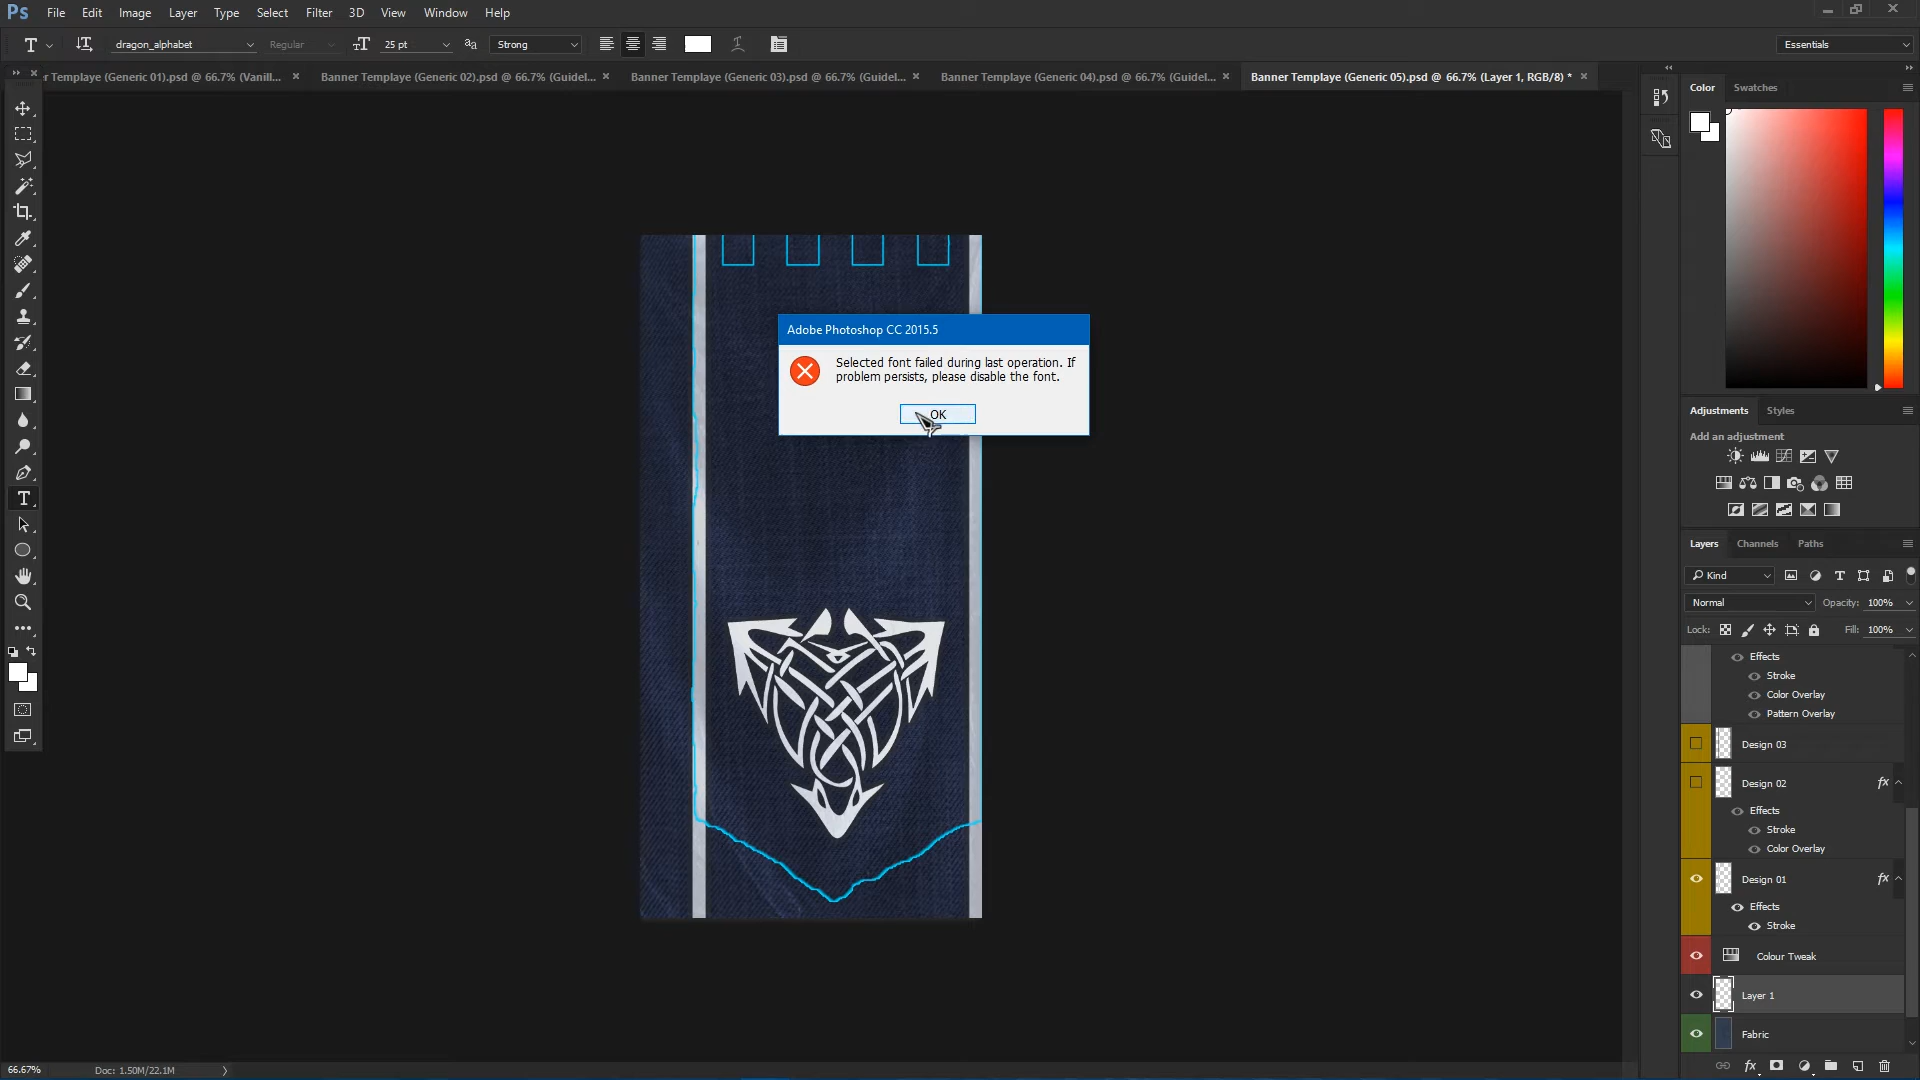 Ps File Edit Image Layer Type Select Filter 3D View Window Help
T dragon_alphabet Regular 25 pt aa Strong Essentials
er Templaye (Generic 01).psd @ 66.7% (Vanill... × Banner Templaye (Generic 02).psd @ 66.7% (Guidel... × Banner Templaye (Generic 03).psd @ 66.7% (Guidel... × Banner Templaye (Generic 04).psd @ 66.7% (Guidel... × Banner Templaye (Generic 05).psd @ 66.7% (Layer 1, RGB/8) * ×
Color Swatches
Adobe Photoshop CC 2015.5
Selected font failed during last operation. If
problem persists, please disable the font.
OK
Adjustments Styles
Add an adjustment
Layers Channels Paths
Kind
Normal Opacity: 100%
Lock: Fill: 100%
Effects
Stroke
Color Overlay
Pattern Overlay
Design 03
Design 02 fx
Effects
Stroke
Color Overlay
Design 01 fx
Effects
Stroke
Colour Tweak
Layer 1
Fabric
fx
66.67% Doc: 1.50M/22.1M